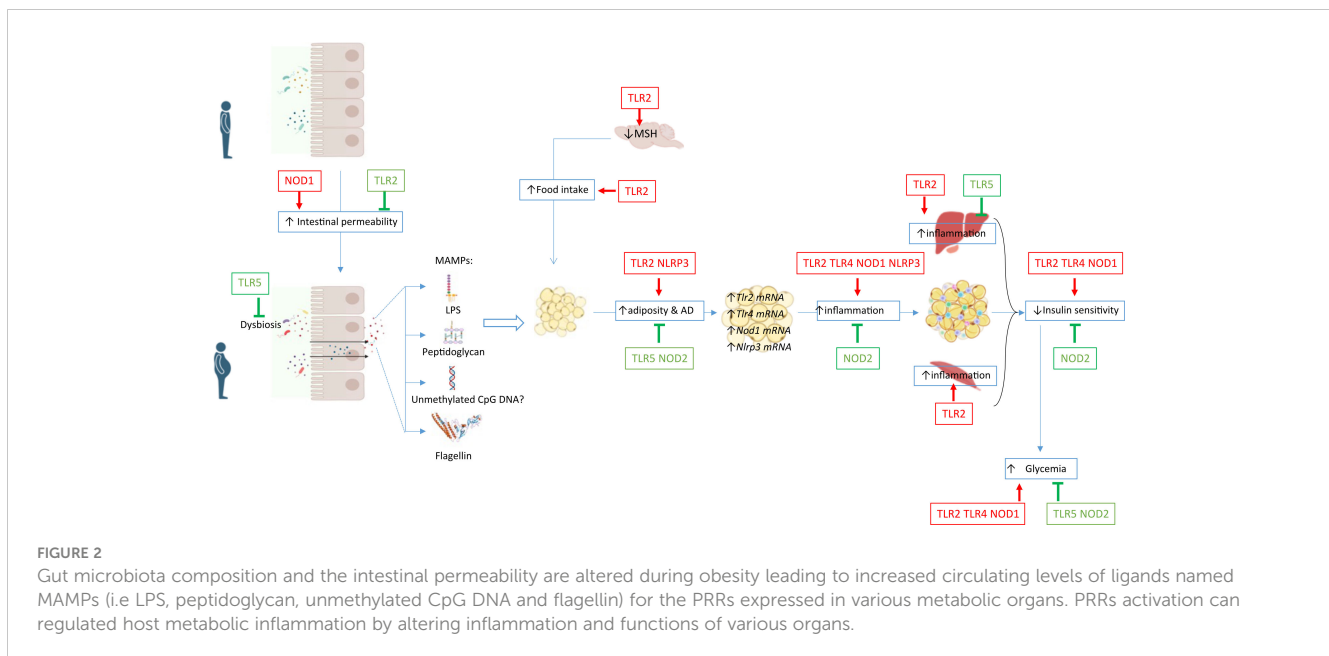 TLR2
↓MSH
NOD1
TLR2
↑Food intake
TLR2
TLR2
TLR5
↑ Intestinal permeability
↑inflammation
MAMPs:
TLR2 NLRP3
TLR2 TLR4 NOD1 NLRP3
TLR2 TLR4 NOD1
TLR5
Dysbiosis
LPS
↑adiposity & AD
↑Tlr2 mRNA
↑Tlr4 mRNA
↑Nod1 mRNA
↑Nlrp3 mRNA
↑inflammation
↓ Insulin sensitivity
Peptidoglycan
TLR5 NOD2
NOD2
NOD2
↑inflammation
Unmethylated CpG DNA?
TLR2
Flagellin
↑ Glycemia
TLR2 TLR4 NOD1
TLR5 NOD2
FIGURE 2
Gut microbiota composition and the intestinal permeability are altered during obesity leading to increased circulating levels of ligands named
MAMPs (i.e LPS, peptidoglycan, unmethylated CpG DNA and flagellin) for the PRRs expressed in various metabolic organs. PRRs activation can
regulated host metabolic inflammation by altering inflammation and functions of various organs.